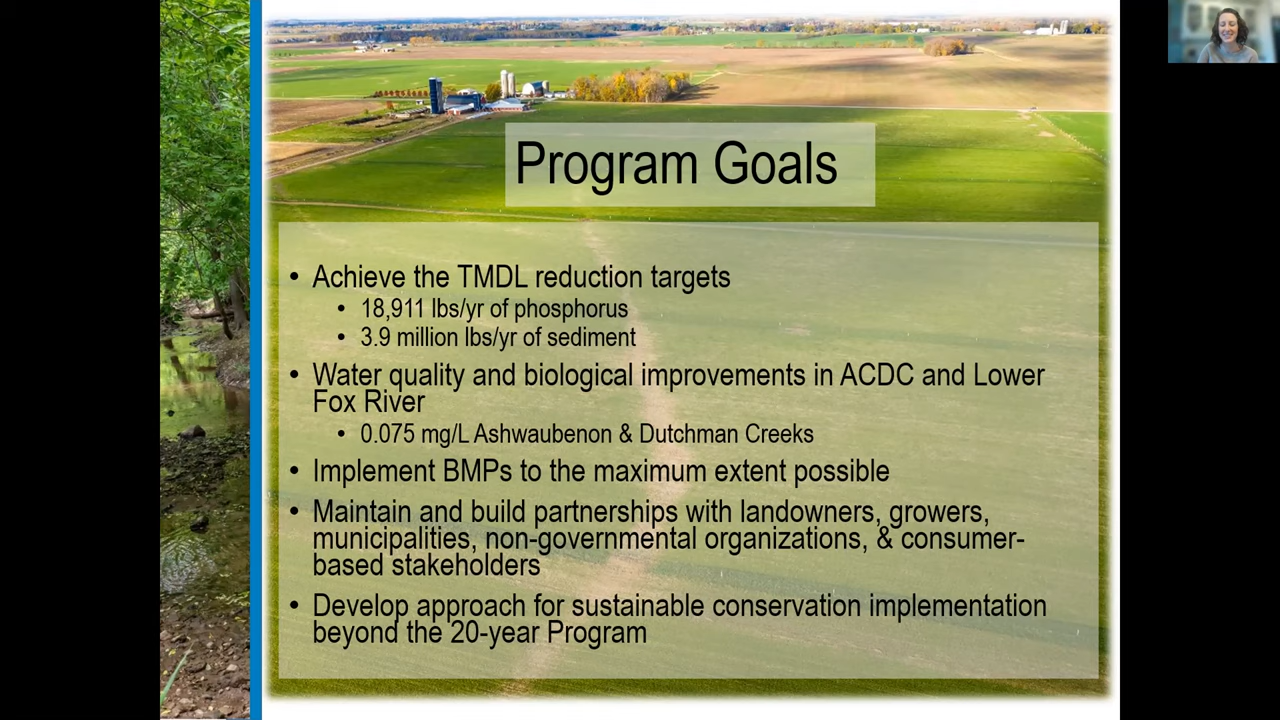 Program Goals
• Achieve the TMDL reduction targets
• 18,911 lbs/yr of phosphorus
• 3.9 million lbs/yr of sediment
• Water quality and biological improvements in ACDC and Lower
Fox River
• 0.075 mg/L Ashwaubenon & Dutchman Creeks
• Implement BMPs to the maximum extent possible
• Maintain and build partnerships with landowners, growers,
municipalities, non-governmental organizations, & consumer-
based stakeholders
• Develop approach for sustainable conservation implementation
beyond the 20-year Program